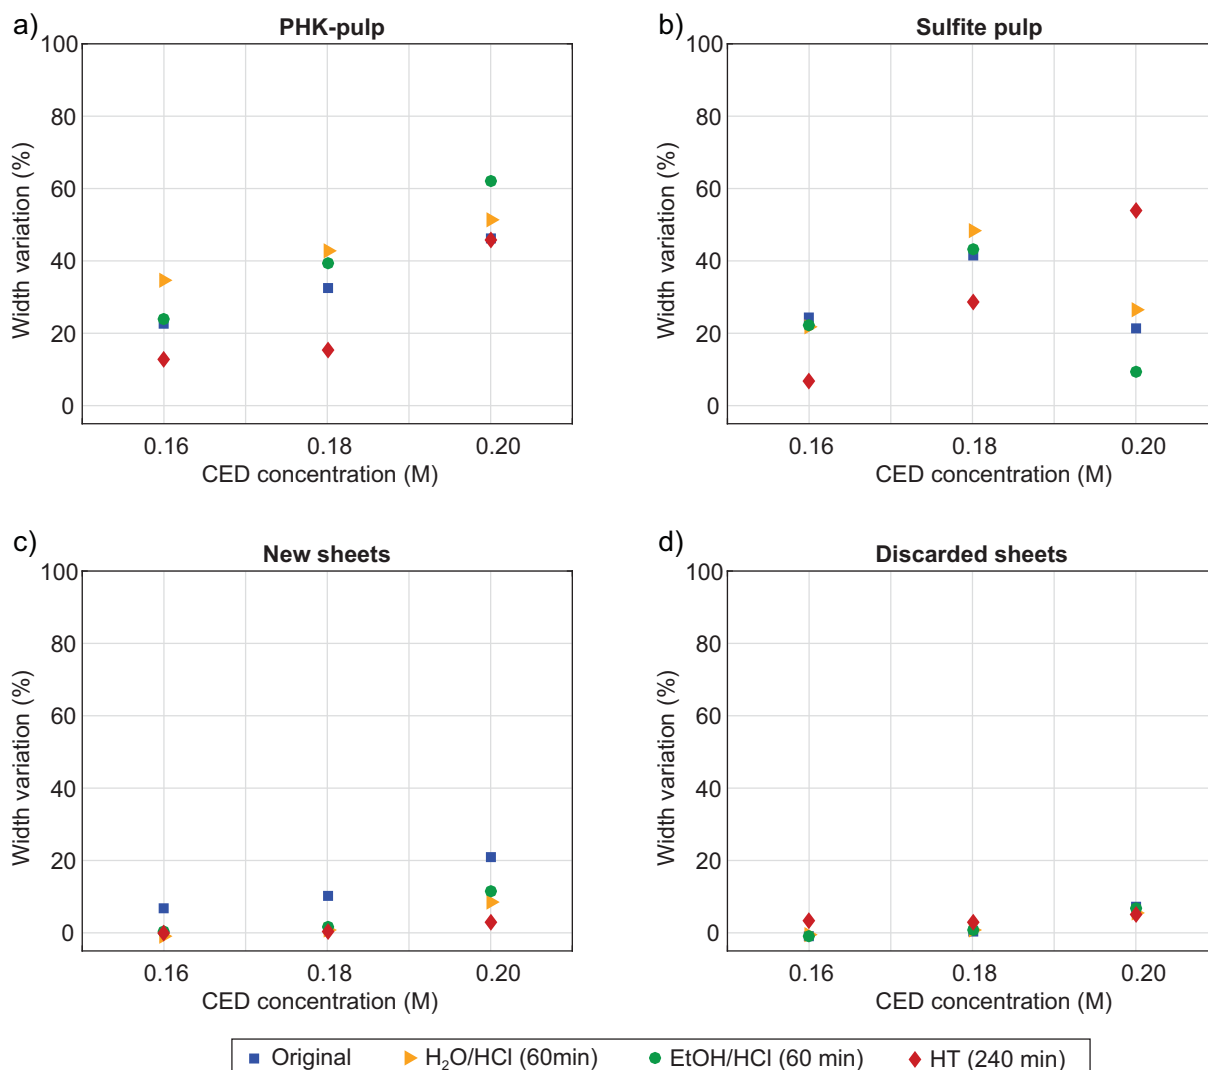 a)
PHK-pulp
100
80
60
40
20
0
Width variation (%)
0.16 0.18 0.20
CED concentration (M)
b)
Sulfite pulp
100
80
60
40
20
0
Width variation (%)
0.16 0.18 0.20
CED concentration (M)
c)
New sheets
100
80
60
40
20
0
Width variation (%)
0.16 0.18 0.20
CED concentration (M)
d)
Discarded sheets
100
80
60
40
20
0
Width variation (%)
0.16 0.18 0.20
CED concentration (M)
Original H₂O/HCl (60min) EtOH/HCl (60 min) HT (240 min)